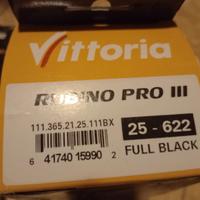 Vittoria
RUBINO PRO III
111.365.21.25.111BX
25 - 622
6 41740 15990 2
FULL BLACK